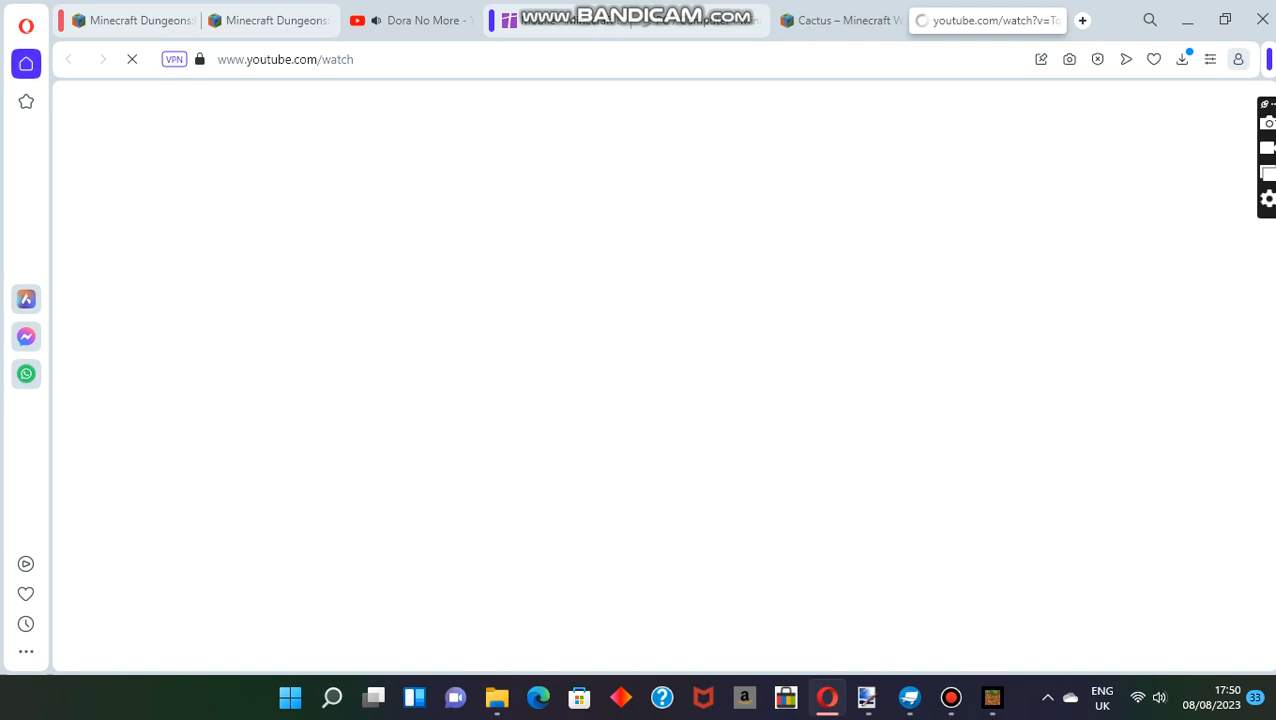 Minecraft Dungeons:
Minecraft Dungeons:
Dora No More -
www.BANDICAM.com
Cactus – Minecraft W
youtube.com/watch?v=To
VPN
www.youtube.com/watch
ENG
UK
17:50
08/08/2023
33